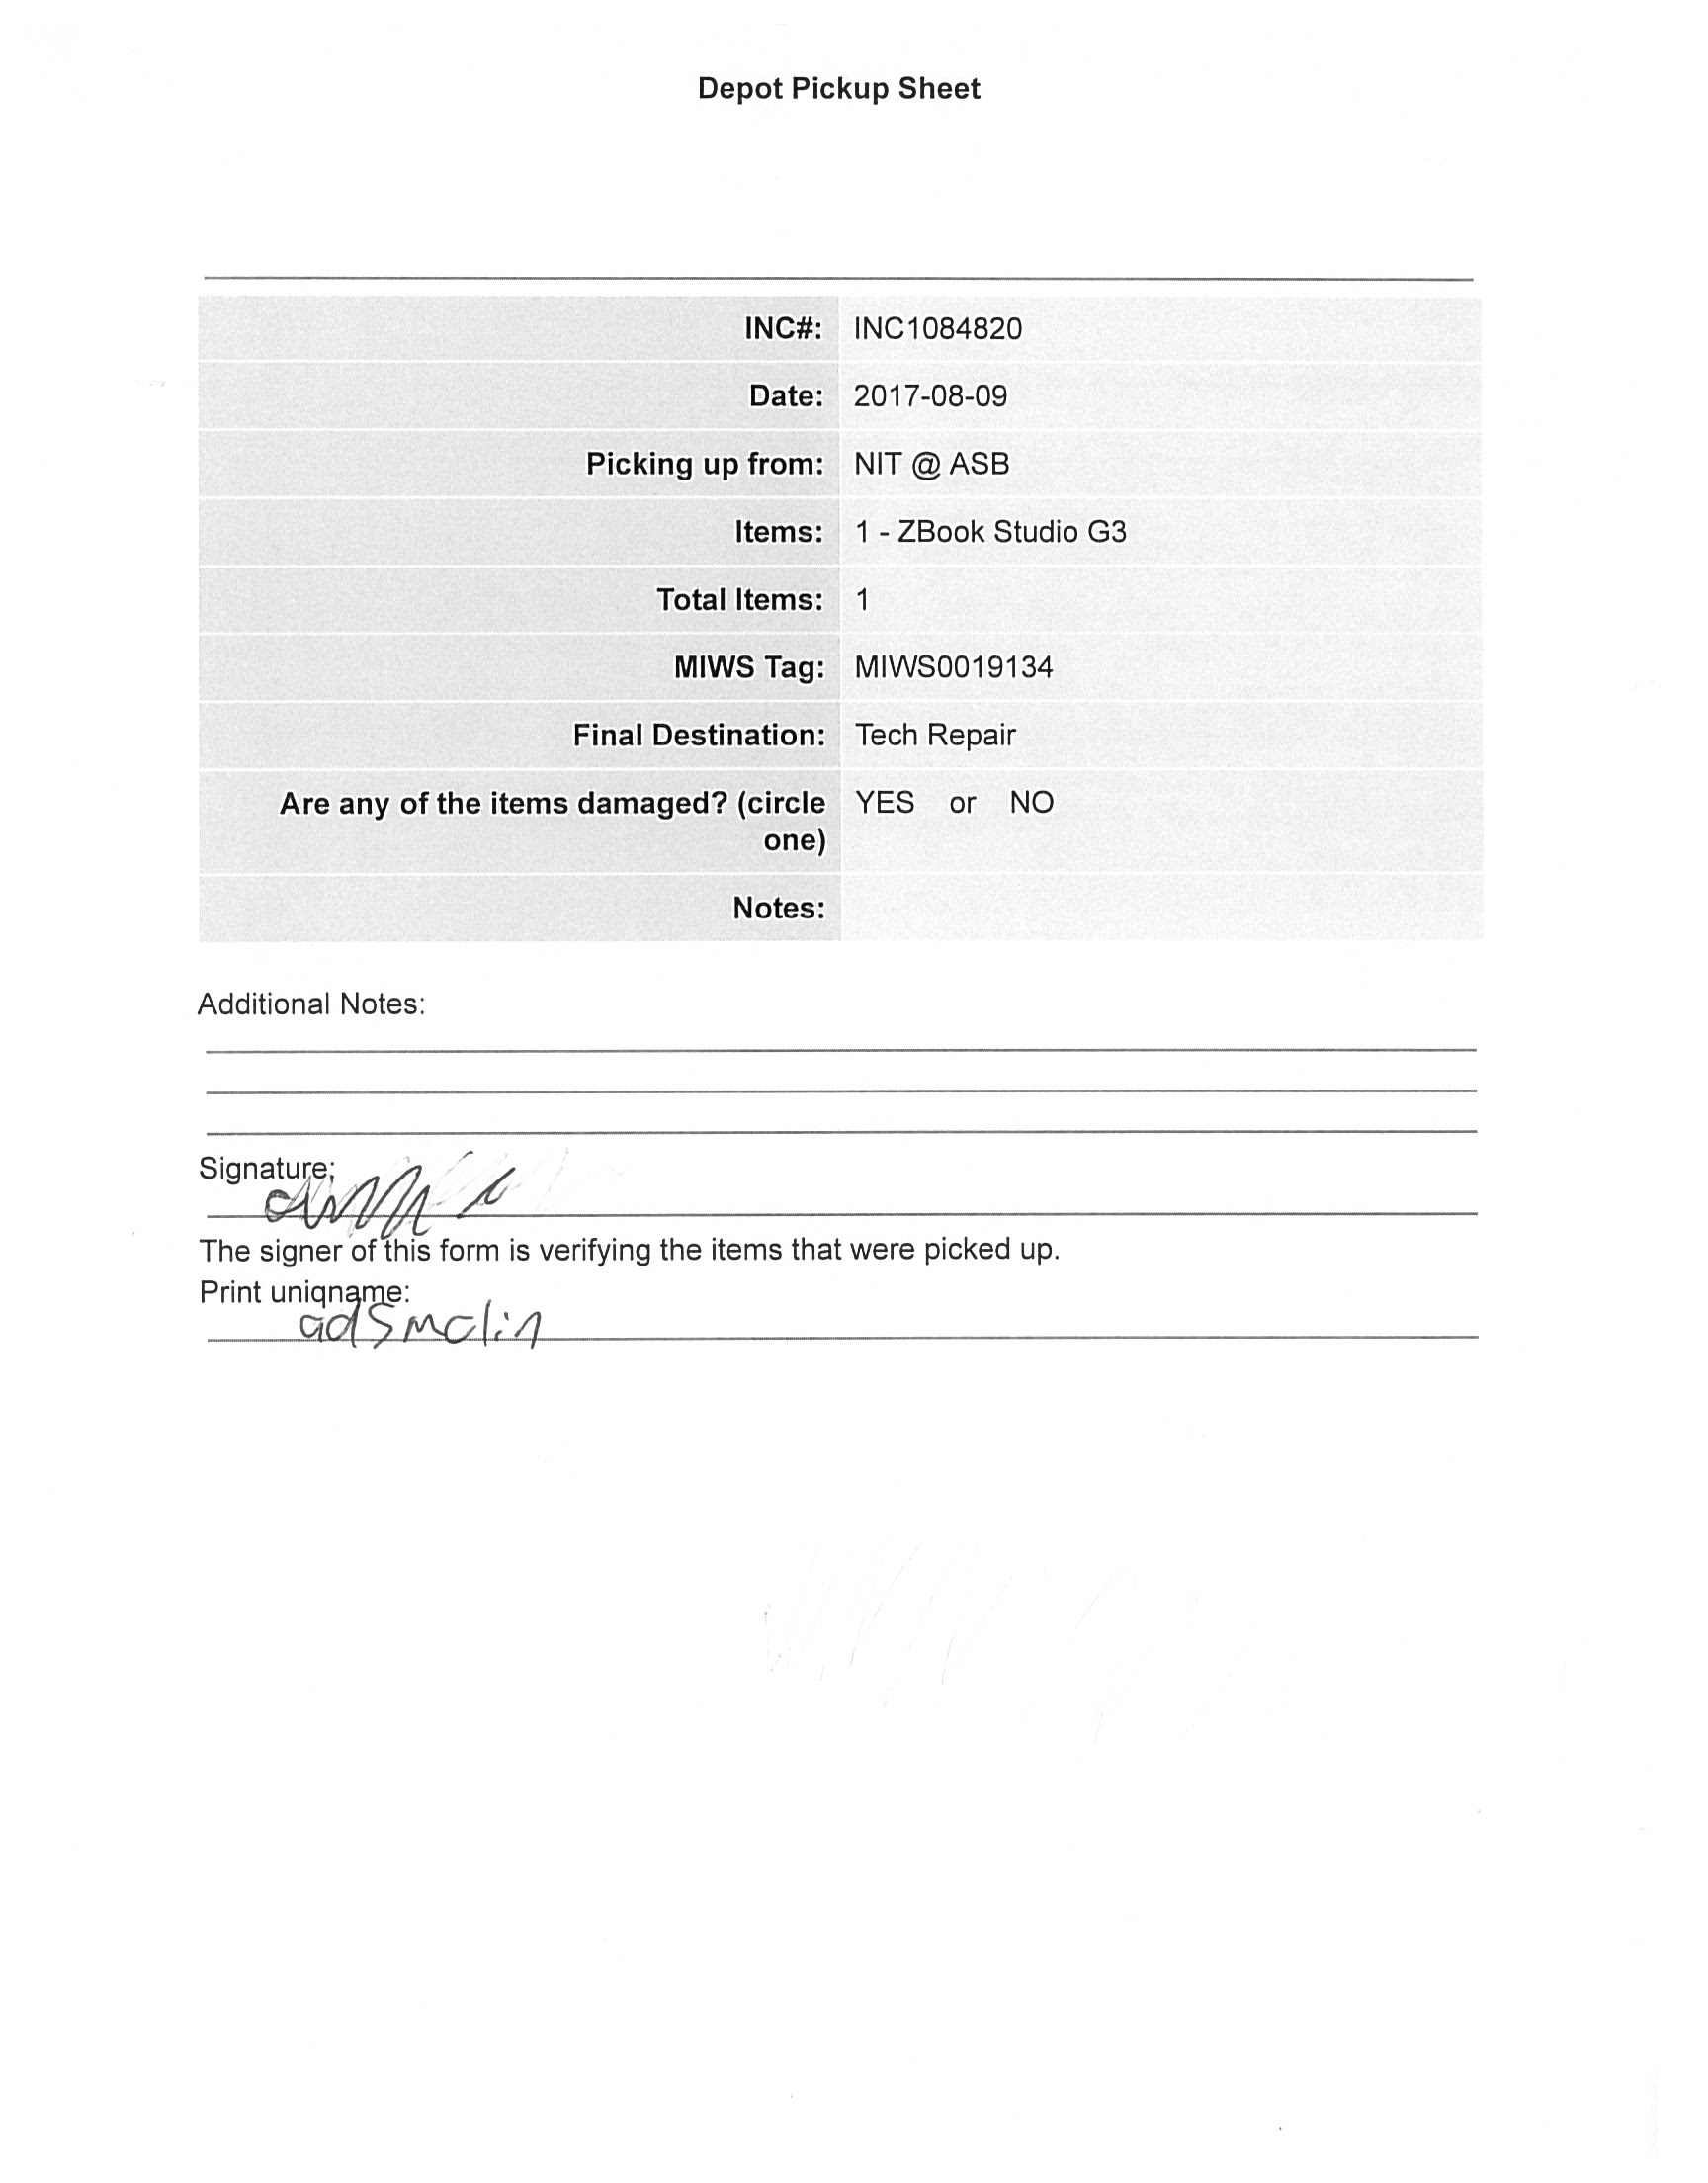 Depot Pickup Sheet
INC#: INC1084820
Date: 2017-08-09
Picking up from: NIT @ ASB
Items: 1 - ZBook Studio G3
Total Items: 1
MIWS Tag: MIWS0019134
Final Destination: Tech Repair
Are any of the items damaged? (circle YES or NO
one)
Notes:
Additional Notes:
Signature:
The signer of this form is verifying the items that were picked up.
Print uniqname:
adsmclin